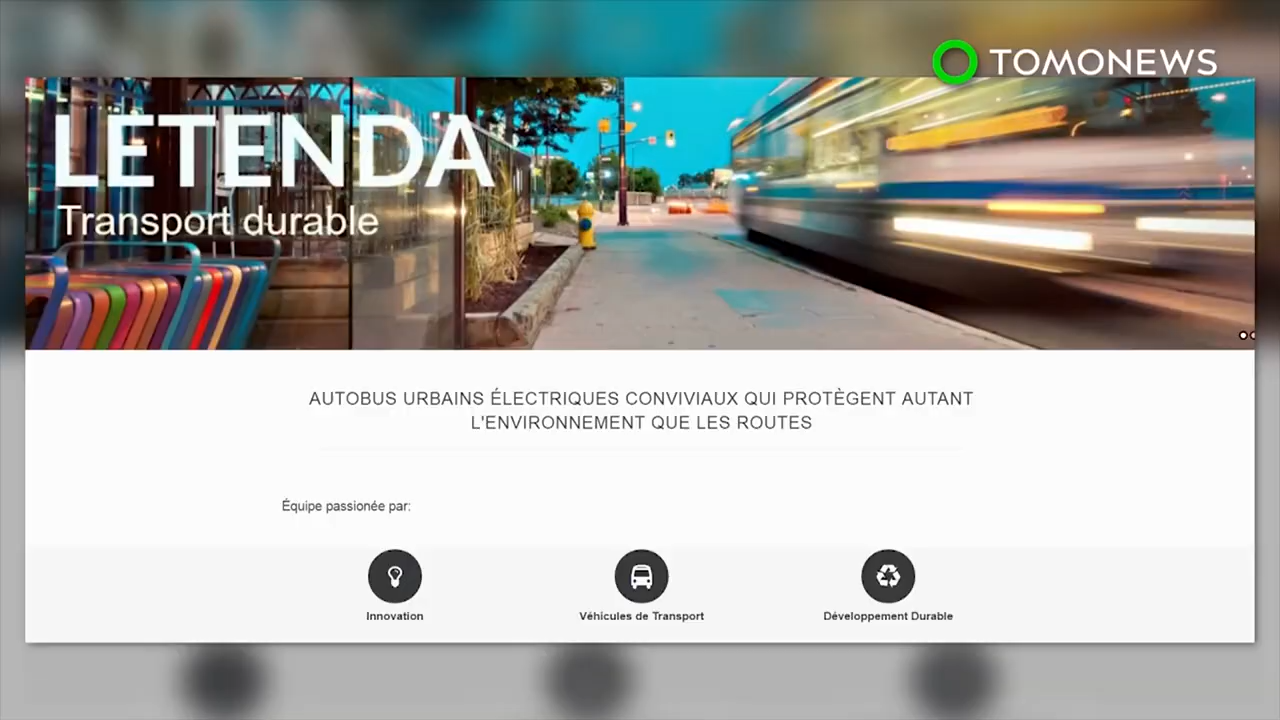 TOMONEWS
LETENDA
Transport durable
AUTOBUS URBAINS ÉLECTRIQUES CONVIVIAUX QUI PROTÈGENT AUTANT
L'ENVIRONNEMENT QUE LES ROUTES
Équipe passionée par:
Innovation
Véhicules de Transport
Développement Durable